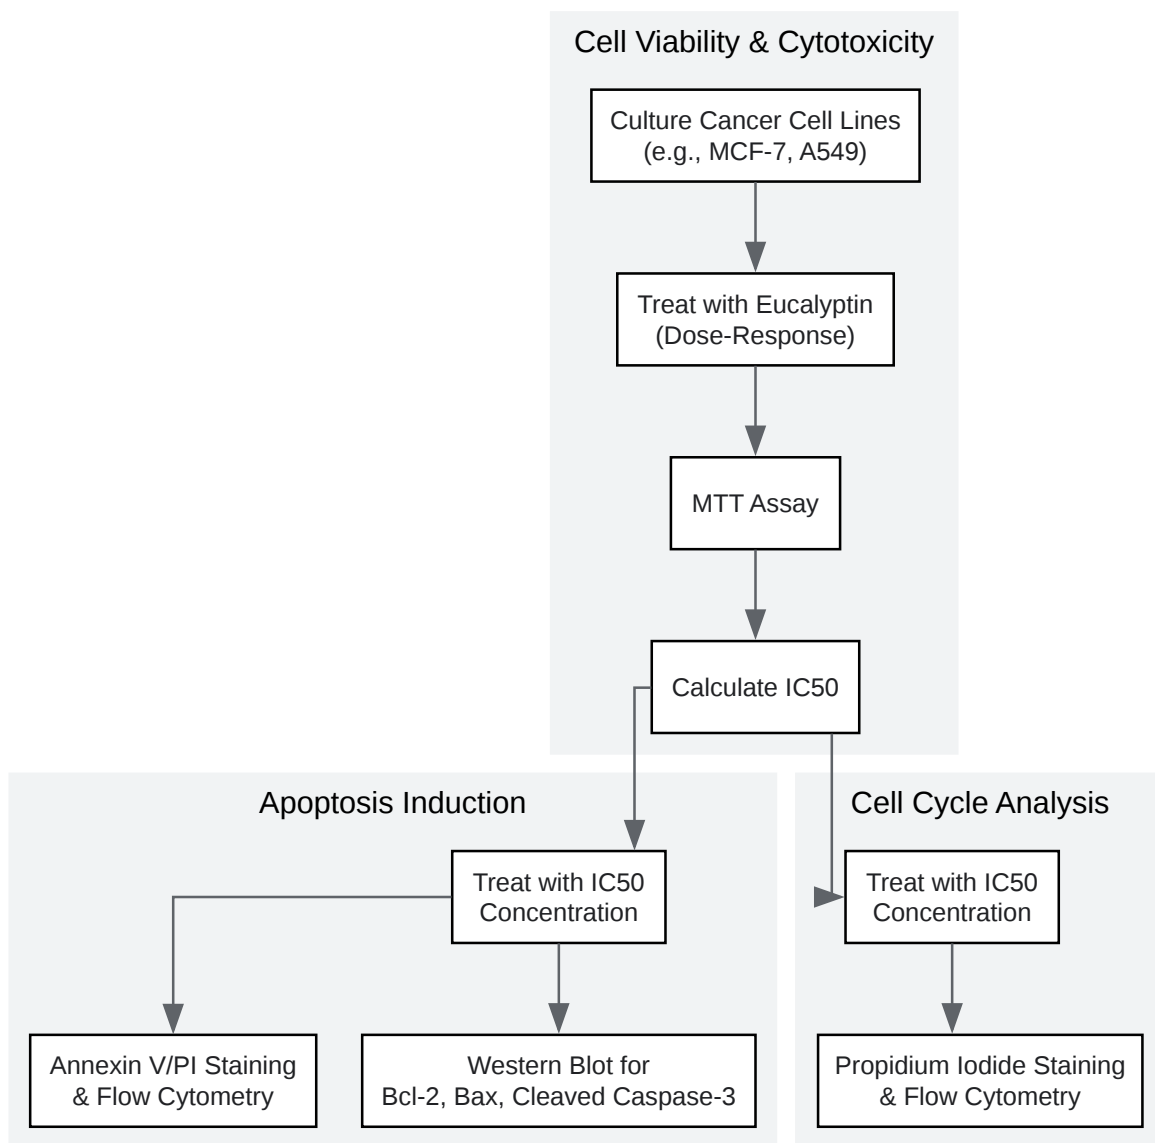 Cell Viability & Cytotoxicity
Culture Cancer Cell Lines
(e.g., MCF-7, A549)
Treat with Eucalyptin
(Dose-Response)
MTT Assay
Calculate IC50
Apoptosis Induction
Treat with IC50
Concentration
Annexin V/PI Staining
& Flow Cytometry
Western Blot for
Bcl-2, Bax, Cleaved Caspase-3
Cell Cycle Analysis
Treat with IC50
Concentration
Propidium Iodide Staining
& Flow Cytometry